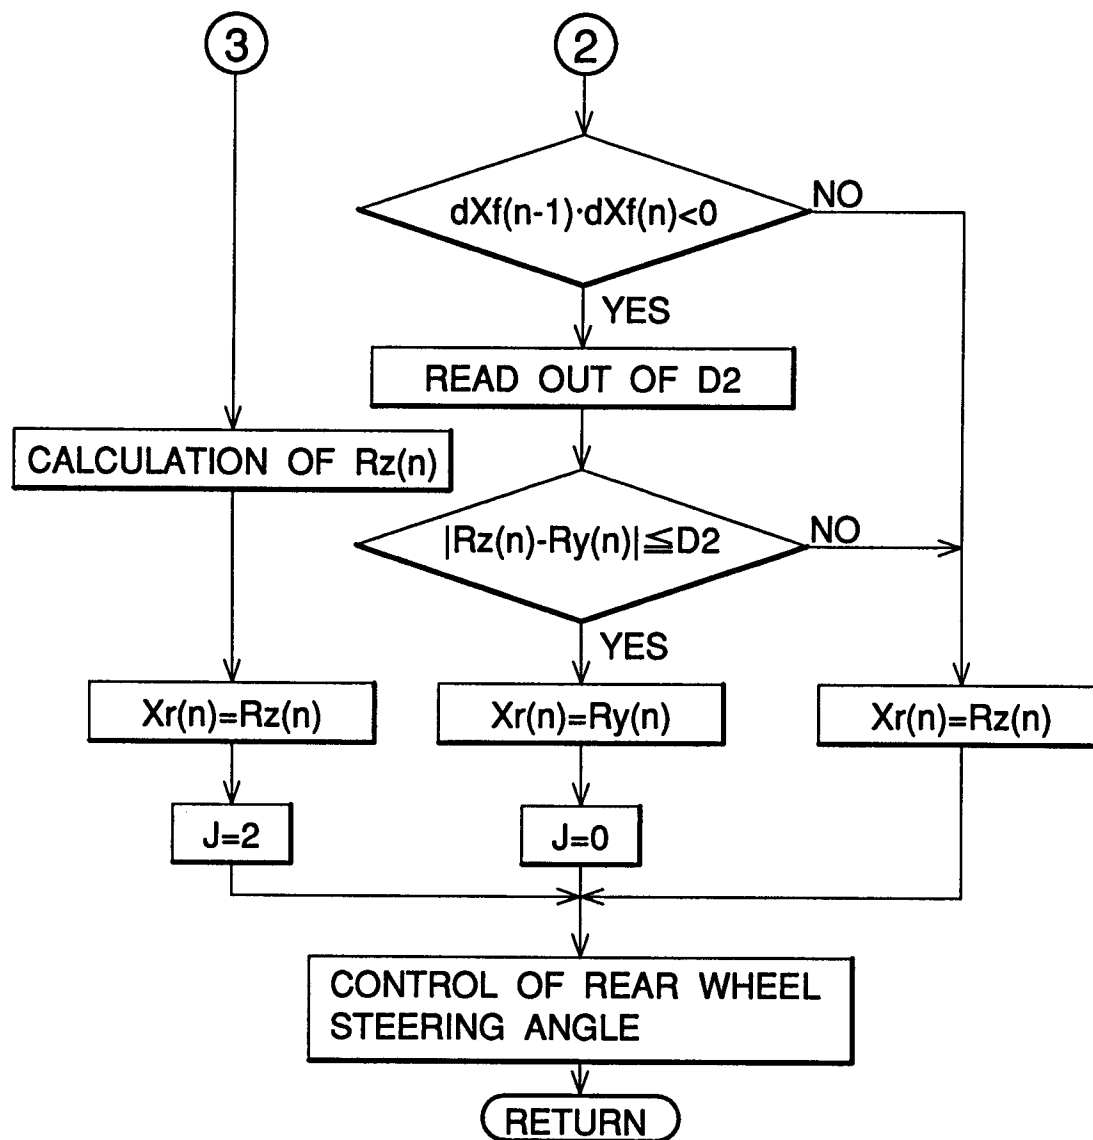 3
2
dXf(n-1)·dXf(n)<0
NO
YES
READ OUT OF D2
CALCULATION OF Rz(n)
|Rz(n)-Ry(n)|≦D2
NO
YES
Xr(n)=Rz(n)
Xr(n)=Ry(n)
Xr(n)=Rz(n)
J=2
J=0
CONTROL OF REAR WHEEL
STEERING ANGLE
RETURN